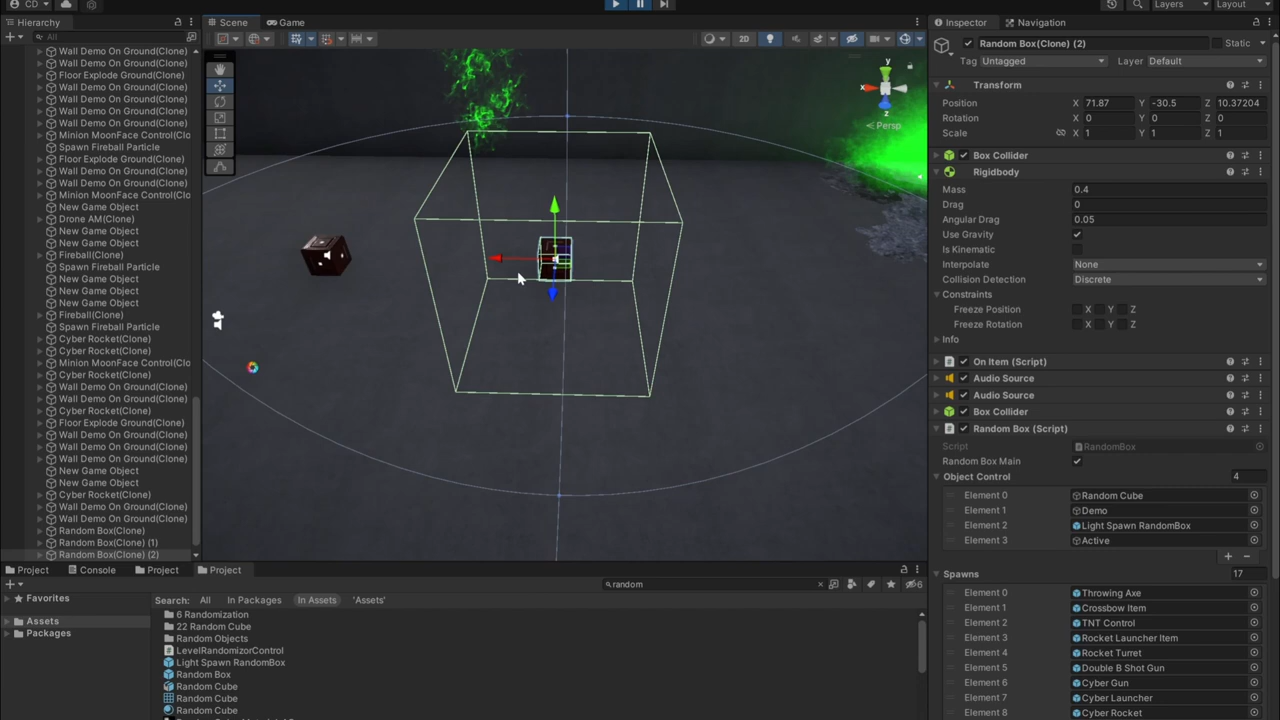 CD
Layers
Layout
Hierarchy
All
Wall Demo On Ground(Clone)
Wall Demo On Ground(Clone)
Floor Explode Ground(Clone)
Wall Demo On Ground(Clone)
Wall Demo On Ground(Clone)
Wall Demo On Ground(Clone)
Wall Demo On Ground(Clone)
Minion MoonFace Control(Clo
Spawn Fireball Particle
Floor Explode Ground(Clone)
Wall Demo On Ground(Clone)
Wall Demo On Ground(Clone)
Minion MoonFace Control(Clo
New Game Object
Drone AM(Clone)
New Game Object
New Game Object
Fireball(Clone)
Spawn Fireball Particle
New Game Object
New Game Object
New Game Object
Fireball(Clone)
Spawn Fireball Particle
Cyber Rocket(Clone)
Cyber Rocket(Clone)
Minion MoonFace Control(Clo
Cyber Rocket(Clone)
Wall Demo On Ground(Clone)
Wall Demo On Ground(Clone)
Cyber Rocket(Clone)
Floor Explode Ground(Clone)
Wall Demo On Ground(Clone)
Wall Demo On Ground(Clone)
Wall Demo On Ground(Clone)
New Game Object
New Game Object
Cyber Rocket(Clone)
Wall Demo On Ground(Clone)
Wall Demo On Ground(Clone)
Random Box(Clone)
Random Box(Clone) (1)
Random Box(Clone) (2)
Scene
Game
2D
y
x
z
Persp
Project
Console
Project
Project
random
6
Favorites
Assets
Packages
Search: All In Packages In Assets 'Assets'
6 Randomization
22 Random Cube
Random Objects
LevelRandomizorControl
Light Spawn RandomBox
Random Box
Random Cube
Random Cube
Random Cube
Inspector
Navigation
Random Box(Clone) (2)
Static
Tag Untagged Layer Default
Transform
Position X 71.87 Y -30.5 Z 10.37204
Rotation X 0 Y 0 Z 0
Scale X 1 Y 1 Z 1
Box Collider
Rigidbody
Mass 0.4
Drag 0
Angular Drag 0.05
Use Gravity
Is Kinematic
Interpolate None
Collision Detection Discrete
Constraints
Freeze Position X Y Z
Freeze Rotation X Y Z
Info
On Item (Script)
Audio Source
Audio Source
Box Collider
Random Box (Script)
Script RandomBox
Random Box Main
Object Control 4
Element 0 Random Cube
Element 1 Demo
Element 2 Light Spawn RandomBox
Element 3 Active
Spawns 17
Element 0 Throwing Axe
Element 1 Crossbow Item
Element 2 TNT Control
Element 3 Rocket Launcher Item
Element 4 Rocket Turret
Element 5 Double B Shot Gun
Element 6 Cyber Gun
Element 7 Cyber Launcher
Element 8 Cyber Rocket